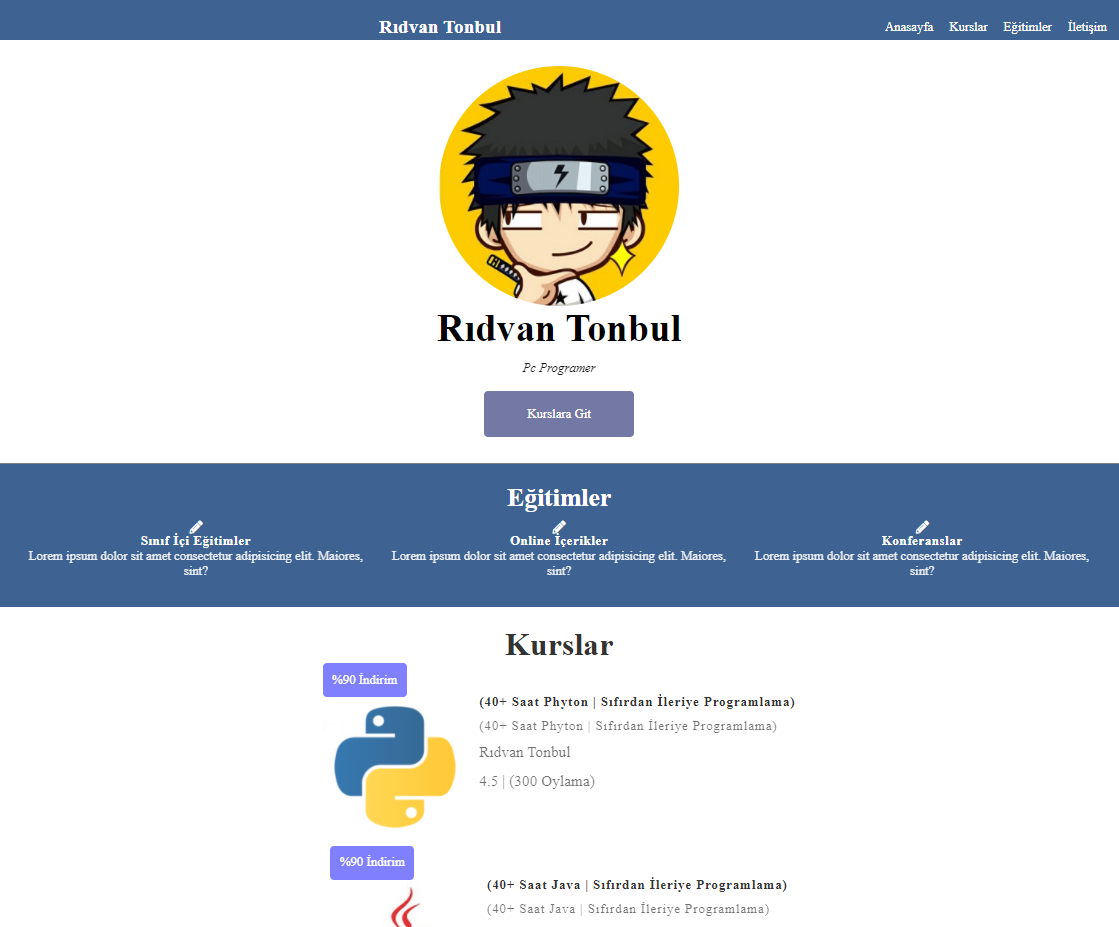 Rıdvan Tonbul
Anasayfa Kurslar Eğitimler İletişim
Rıdvan Tonbul
Pc Programer
Kurslara Git
Eğitimler
Sınıf İçi Eğitimler
Lorem ipsum dolor sit amet consectetur adipisicing elit. Maiores,
sint?
Online İçerikler
Lorem ipsum dolor sit amet consectetur adipisicing elit. Maiores,
sint?
Konferanslar
Lorem ipsum dolor sit amet consectetur adipisicing elit. Maiores,
sint?
Kurslar
%90 İndirim
(40+ Saat Phyton | Sıfırdan İleriye Programlama)
(40+ Saat Phyton | Sıfırdan İleriye Programlama)
Rıdvan Tonbul
4.5 | (300 Oylama)
%90 İndirim
(40+ Saat Java | Sıfırdan İleriye Programlama)
(40+ Saat Java | Sıfırdan İleriye Programlama)